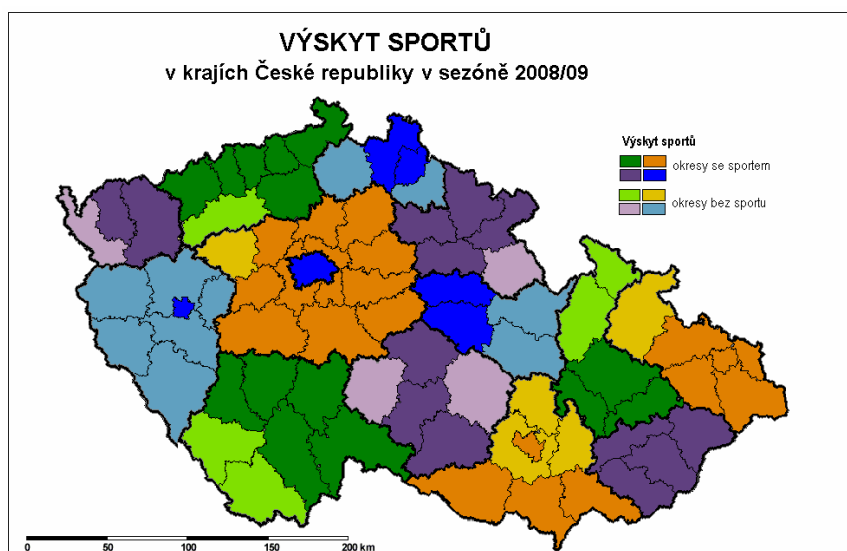 VÝSKYT SPORTŮ
v krajích České republiky v sezóně 2008/09
Výskyt sportů
okresy se sportem
okresy bez sportu
0 50 100 150 200 km